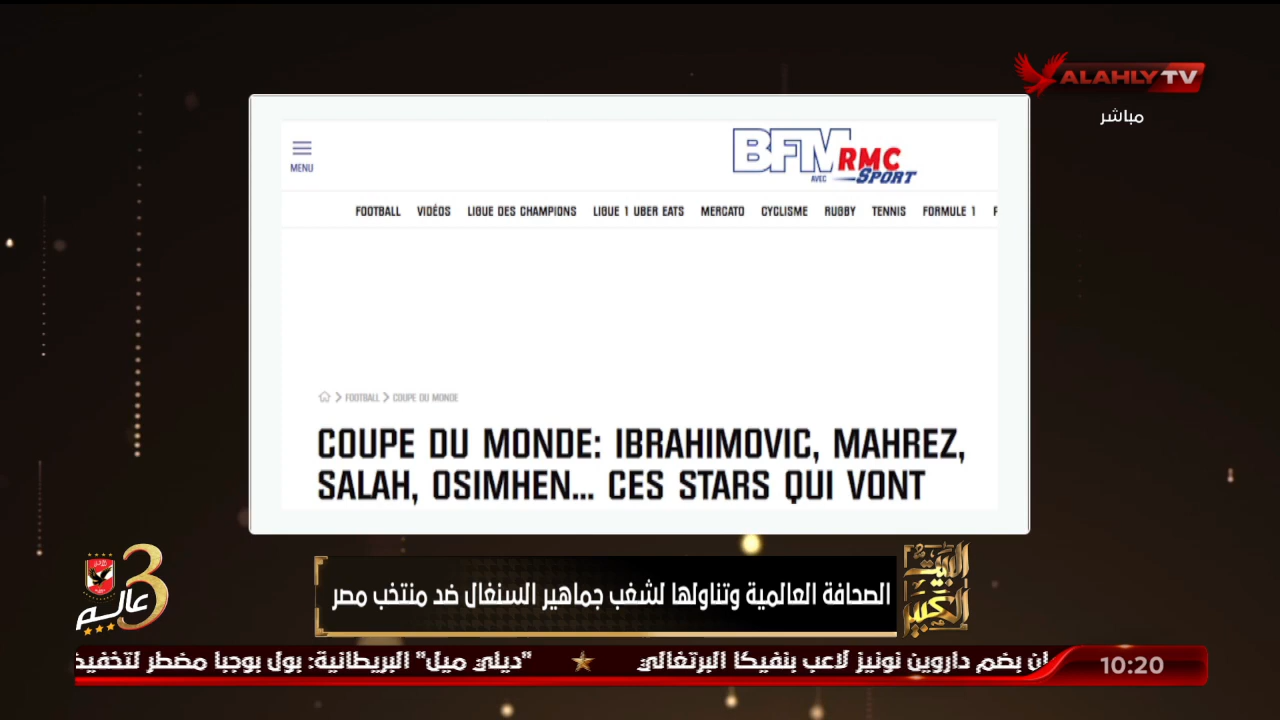 ALAHLY TV
مباشر
BFM RMC
AVEC SPORT
MENU
FOOTBALL VIDÉOS LIGUE DES CHAMPIONS LIGUE 1 UBER EATS MERCATO CYCLISME RUGBY TENNIS FORMULE 1
FOOTBALL > COUPE DU MONDE
COUPE DU MONDE: IBRAHIMOVIC, MAHREZ,
SALAH, OSIMHEN... CES STARS QUI VONT
3
عالم
البيت الكبير
الصحافة العالمية وتناولها لشغب جماهير السنغال ضد منتخب مصر
ان بضم داروين نونيز لاعب بنفيكا البرتغالي ★ "ديلي ميل" البريطانية: بول بوجبا مضطر لتخفيض
10:20